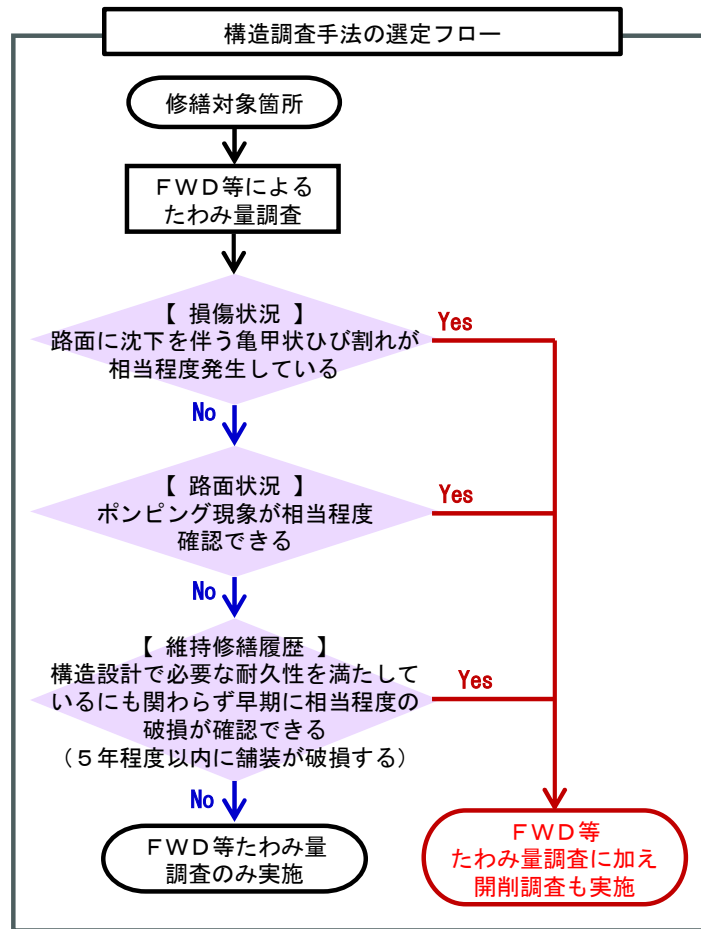 構造調査手法の選定フロー
修繕対象箇所
ＦＷＤ等による
たわみ量調査
【 損傷状況 】
路面に沈下を伴う亀甲状ひび割れが
相当程度発生している
Yes
No
【 路面状況 】
ポンピング現象が相当程度
確認できる
Yes
No
【 維持修繕履歴 】
構造設計で必要な耐久性を満たして
いるにも関わらず早期に相当程度の
破損が確認できる
（５年程度以内に舗装が破損する）
Yes
No
ＦＷＤ等たわみ量
調査のみ実施
ＦＷＤ等
たわみ量調査に加え
開削調査も実施